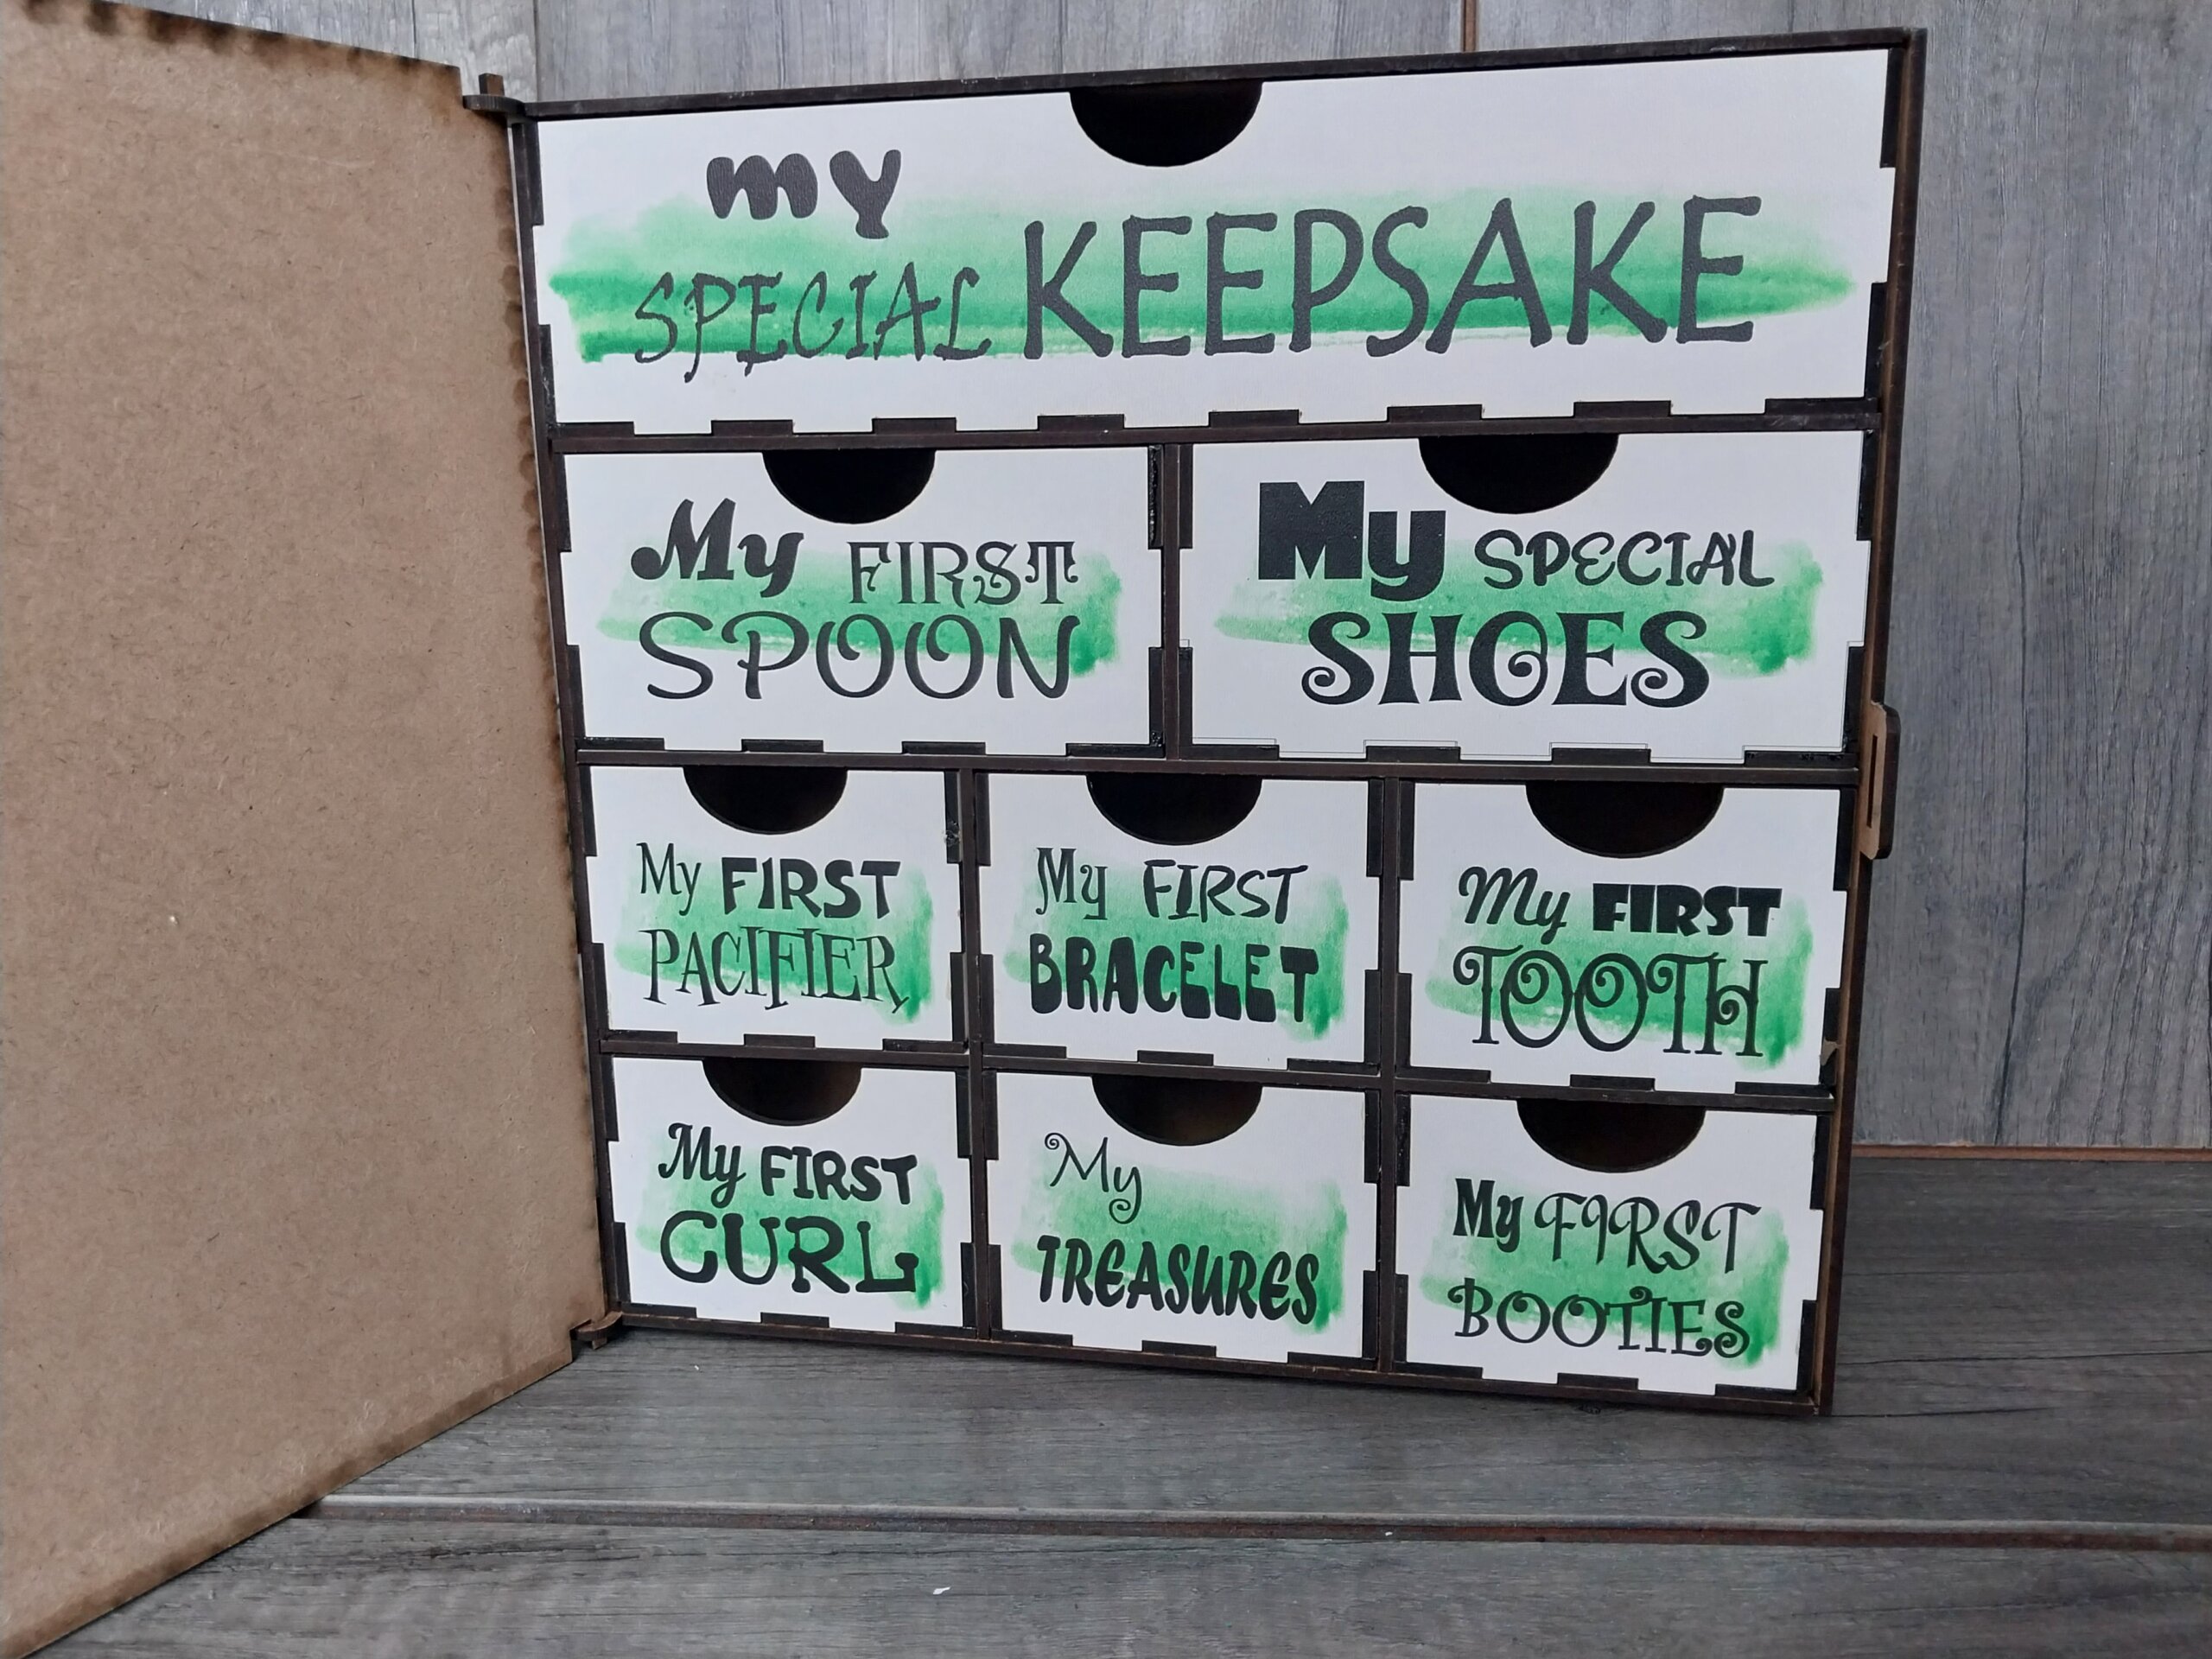 my
SPECIAL KEEPSAKE
My FIRST
SPOON
My SPECIAL
SHOES
My FIRST
PACIFIER
My FIRST
BRACELET
My FIRST
TOOTH
My FIRST
CURL
My
TREASURES
My FIRST
BOOTIES